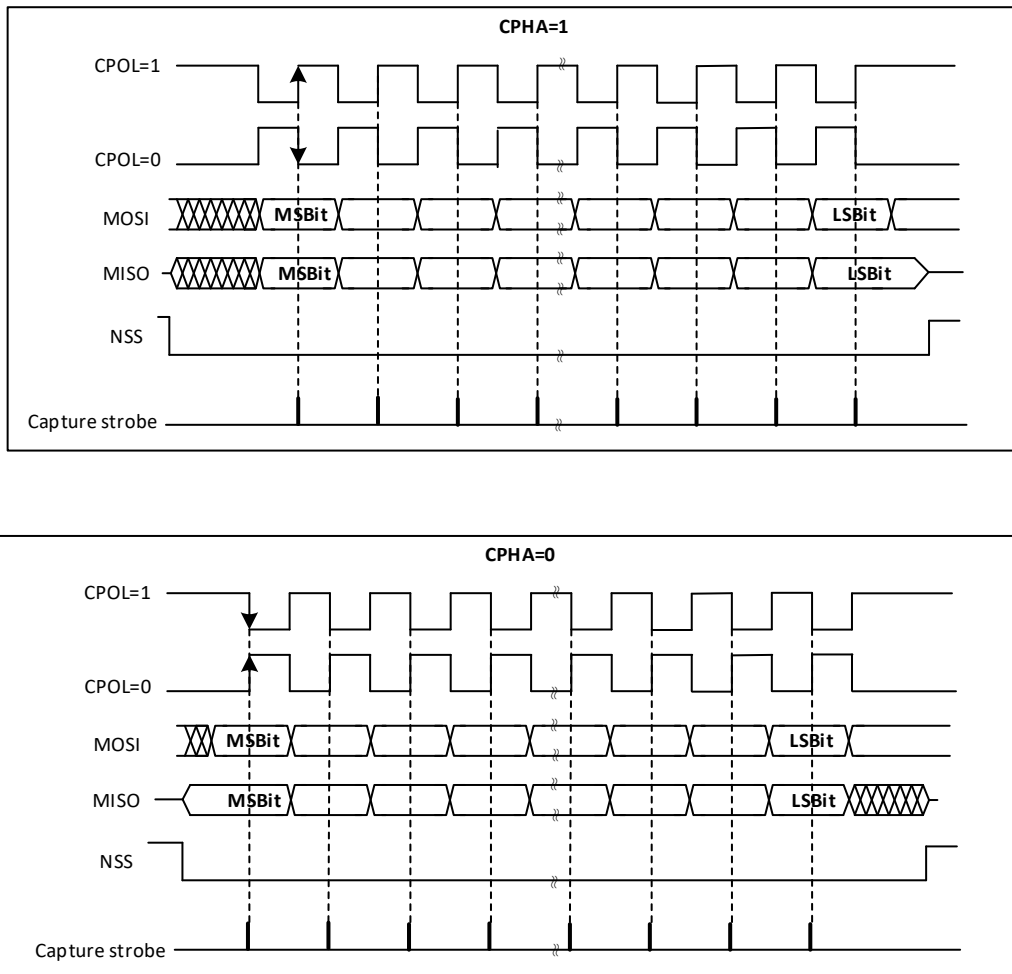 CPHA=1
CPOL=1
CPOL=0
MOSI MSBit LSBit
MISO MSBit LSBit
NSS
Capture strobe
CPHA=0
CPOL=1
CPOL=0
MOSI MSBit LSBit
MISO MSBit LSBit
NSS
Capture strobe